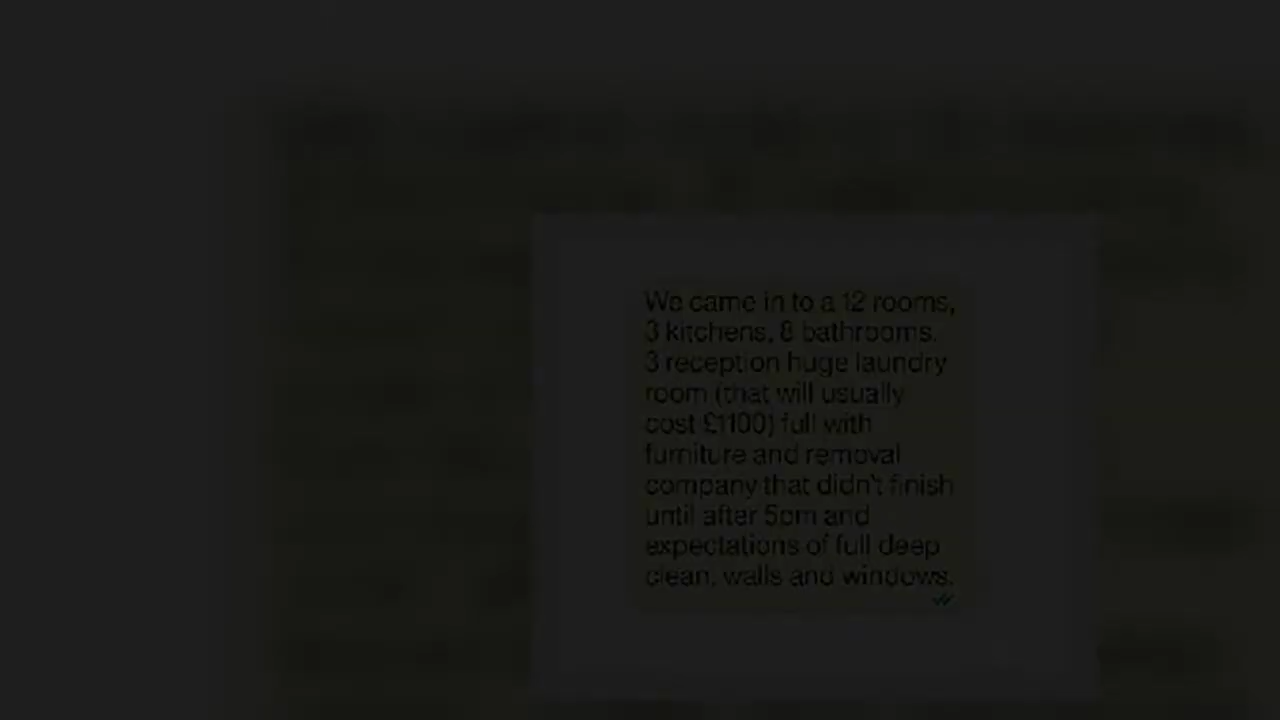 We came in to a 12 rooms,
3 kitchens, 8 bathrooms.
3 reception huge laundry
room (that will usually
cost £1100) full with
furniture and removal
company that didn't finish
until after 5pm and
expectations of full deep
clean, walls and windows.